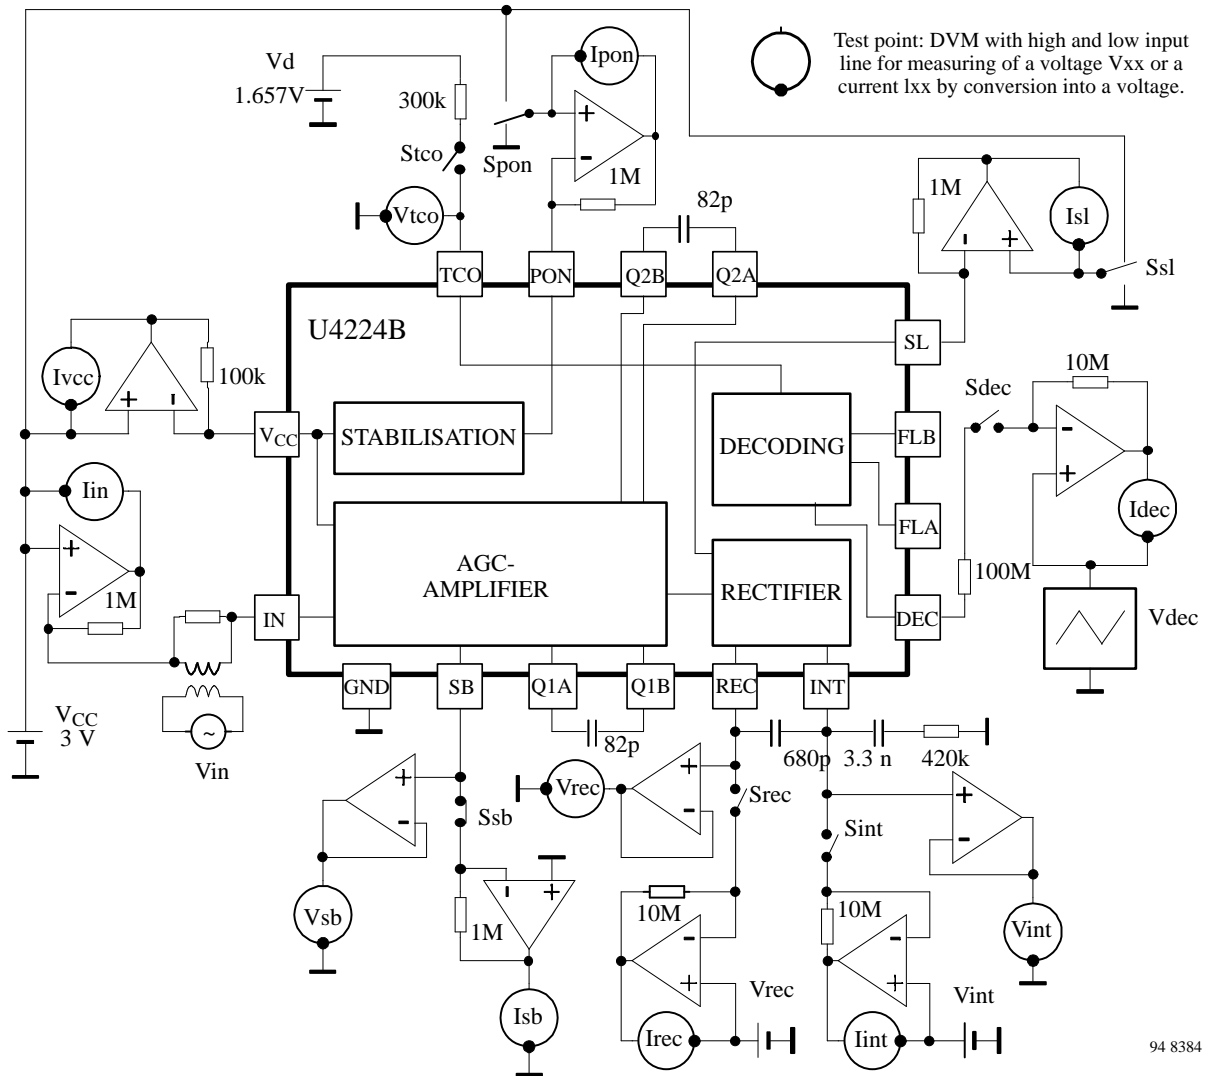 Test point: DVM with high and low input
line for measuring of a voltage Vxx or a
current lxx by conversion into a voltage.
Vd
1.657V
300k
Ipon
+
-
1M
Stco
Spon
Vtco
82p
1M
Isl
-
+
Ssl
TCO
PON
Q2B
Q2A
U4224B
SL
Ivcc
+
-
100k
VCC
STABILISATION
DECODING
FLB
Sdec
10M
-
+
Idec
Iin
+
-
1M
AGC-
AMPLIFIER
RECTIFIER
FLA
100M
IN
DEC
Vdec
GND
SB
Q1A
Q1B
REC
INT
VCC
3 V
~
Vin
82p
680p
3.3 n
420k
+
-
Ssb
Vrec
+
-
Srec
Sint
+
-
Vsb
1M
-
+
10M
-
+
10M
-
+
Vint
Isb
Irec
Vrec
Iint
Vint
94 8384